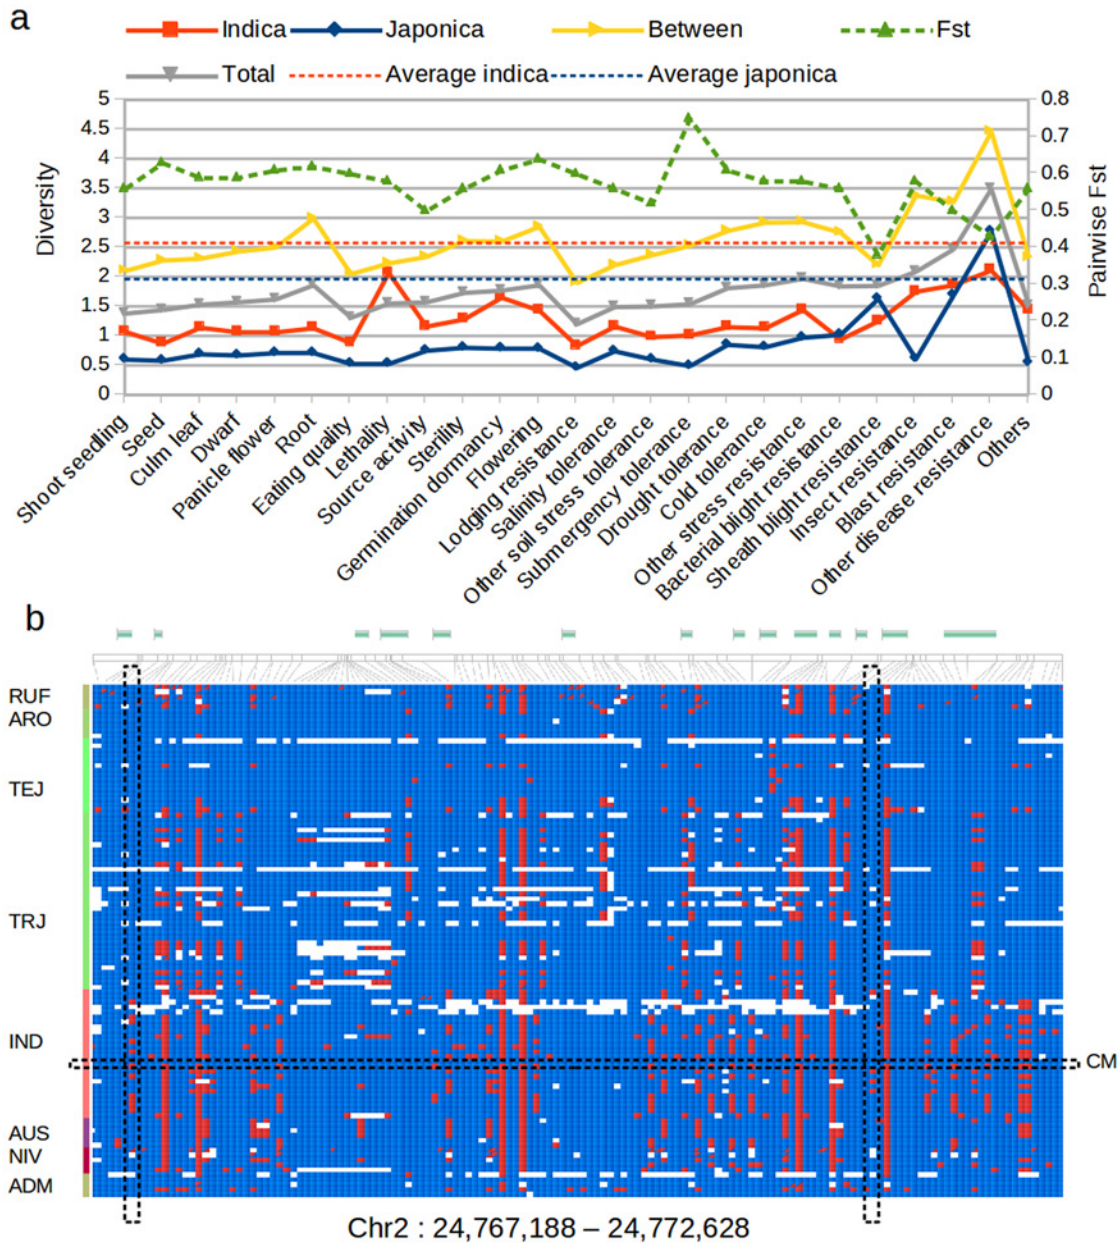 a
Indica Japonica Between Fst
Total Average indica Average japonica
Diversity
5
4.5
4
3.5
3
2.5
2
1.5
1
0.5
0
0.8
0.7
0.6
0.5
0.4
0.3
0.2
0.1
0
Pairwise Fst
Shoot seedling
Seed
Culm leaf
Dwarf
Panicle flower
Root
Eating quality
Lethality
Source activity
Sterility
Germination dormancy
Flowering
Lodging resistance
Salinity tolerance
Other soil stress tolerance
Submergency tolerance
Drought tolerance
Cold tolerance
Other stress resistance
Bacterial blight resistance
Sheath blight resistance
Insect resistance
Blast resistance
Other disease resistance
Others
b
RUF
ARO
TEJ
TRJ
IND
CM
AUS
NIV
ADM
Chr2 : 24,767,188 – 24,772,628